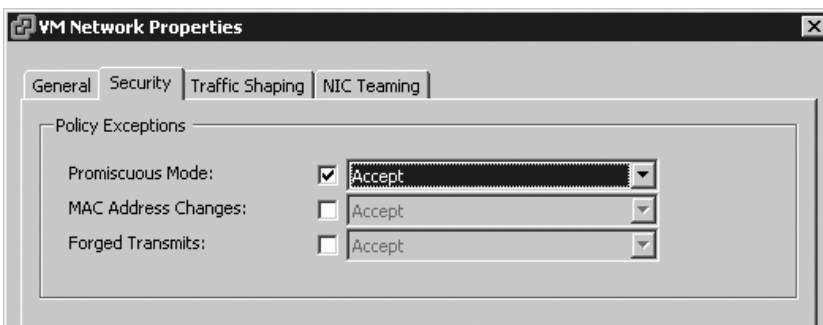 VM Network Properties
General Security Traffic Shaping NIC Teaming
Policy Exceptions
Promiscuous Mode: Accept
MAC Address Changes: Accept
Forged Transmits: Accept